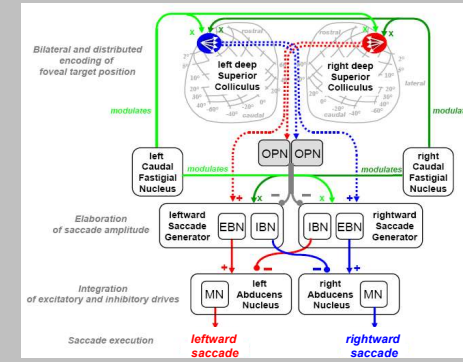 rostral
rostral
x
x
x
x
Bilateral and distributed
encoding of
foveal target position
left deep
Superior
Colliculus
right deep
Superior
Colliculus
lateral
caudal
caudal
modulates
modulat
OPN
OPN
left
Caudal
Fastigial
Nucleus
modulates
modulates
right
Caudal
Fastigial
Nucleus
+
x
–
–
x
+
Elaboration
of saccade amplitude
leftward
Saccade
Generator
EBN
IBN
IBN
EBN
rightward
Saccade
Generator
+
–
–
+
Integration
of excitatory and inhibitory drives
MN
left
Abducens
Nucleus
right
Abducens
Nucleus
MN
Saccade execution
leftward
saccade
rightward
saccade